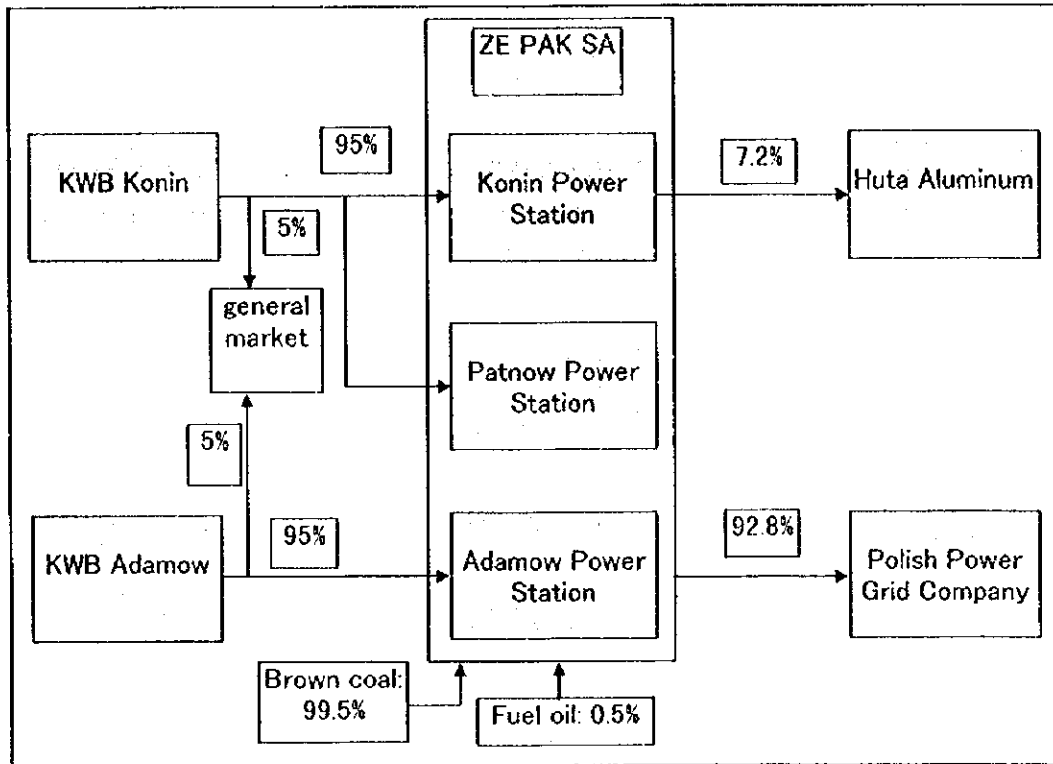 ZE PAK SA
95%
7.2%
KWB Konin
Konin Power
Station
Huta Aluminum
5%
general
market
Patnow Power
Station
5%
95%
92.8%
KWB Adamow
Adamow Power
Station
Polish Power
Grid Company
Brown coal:
99.5%
Fuel oil: 0.5%